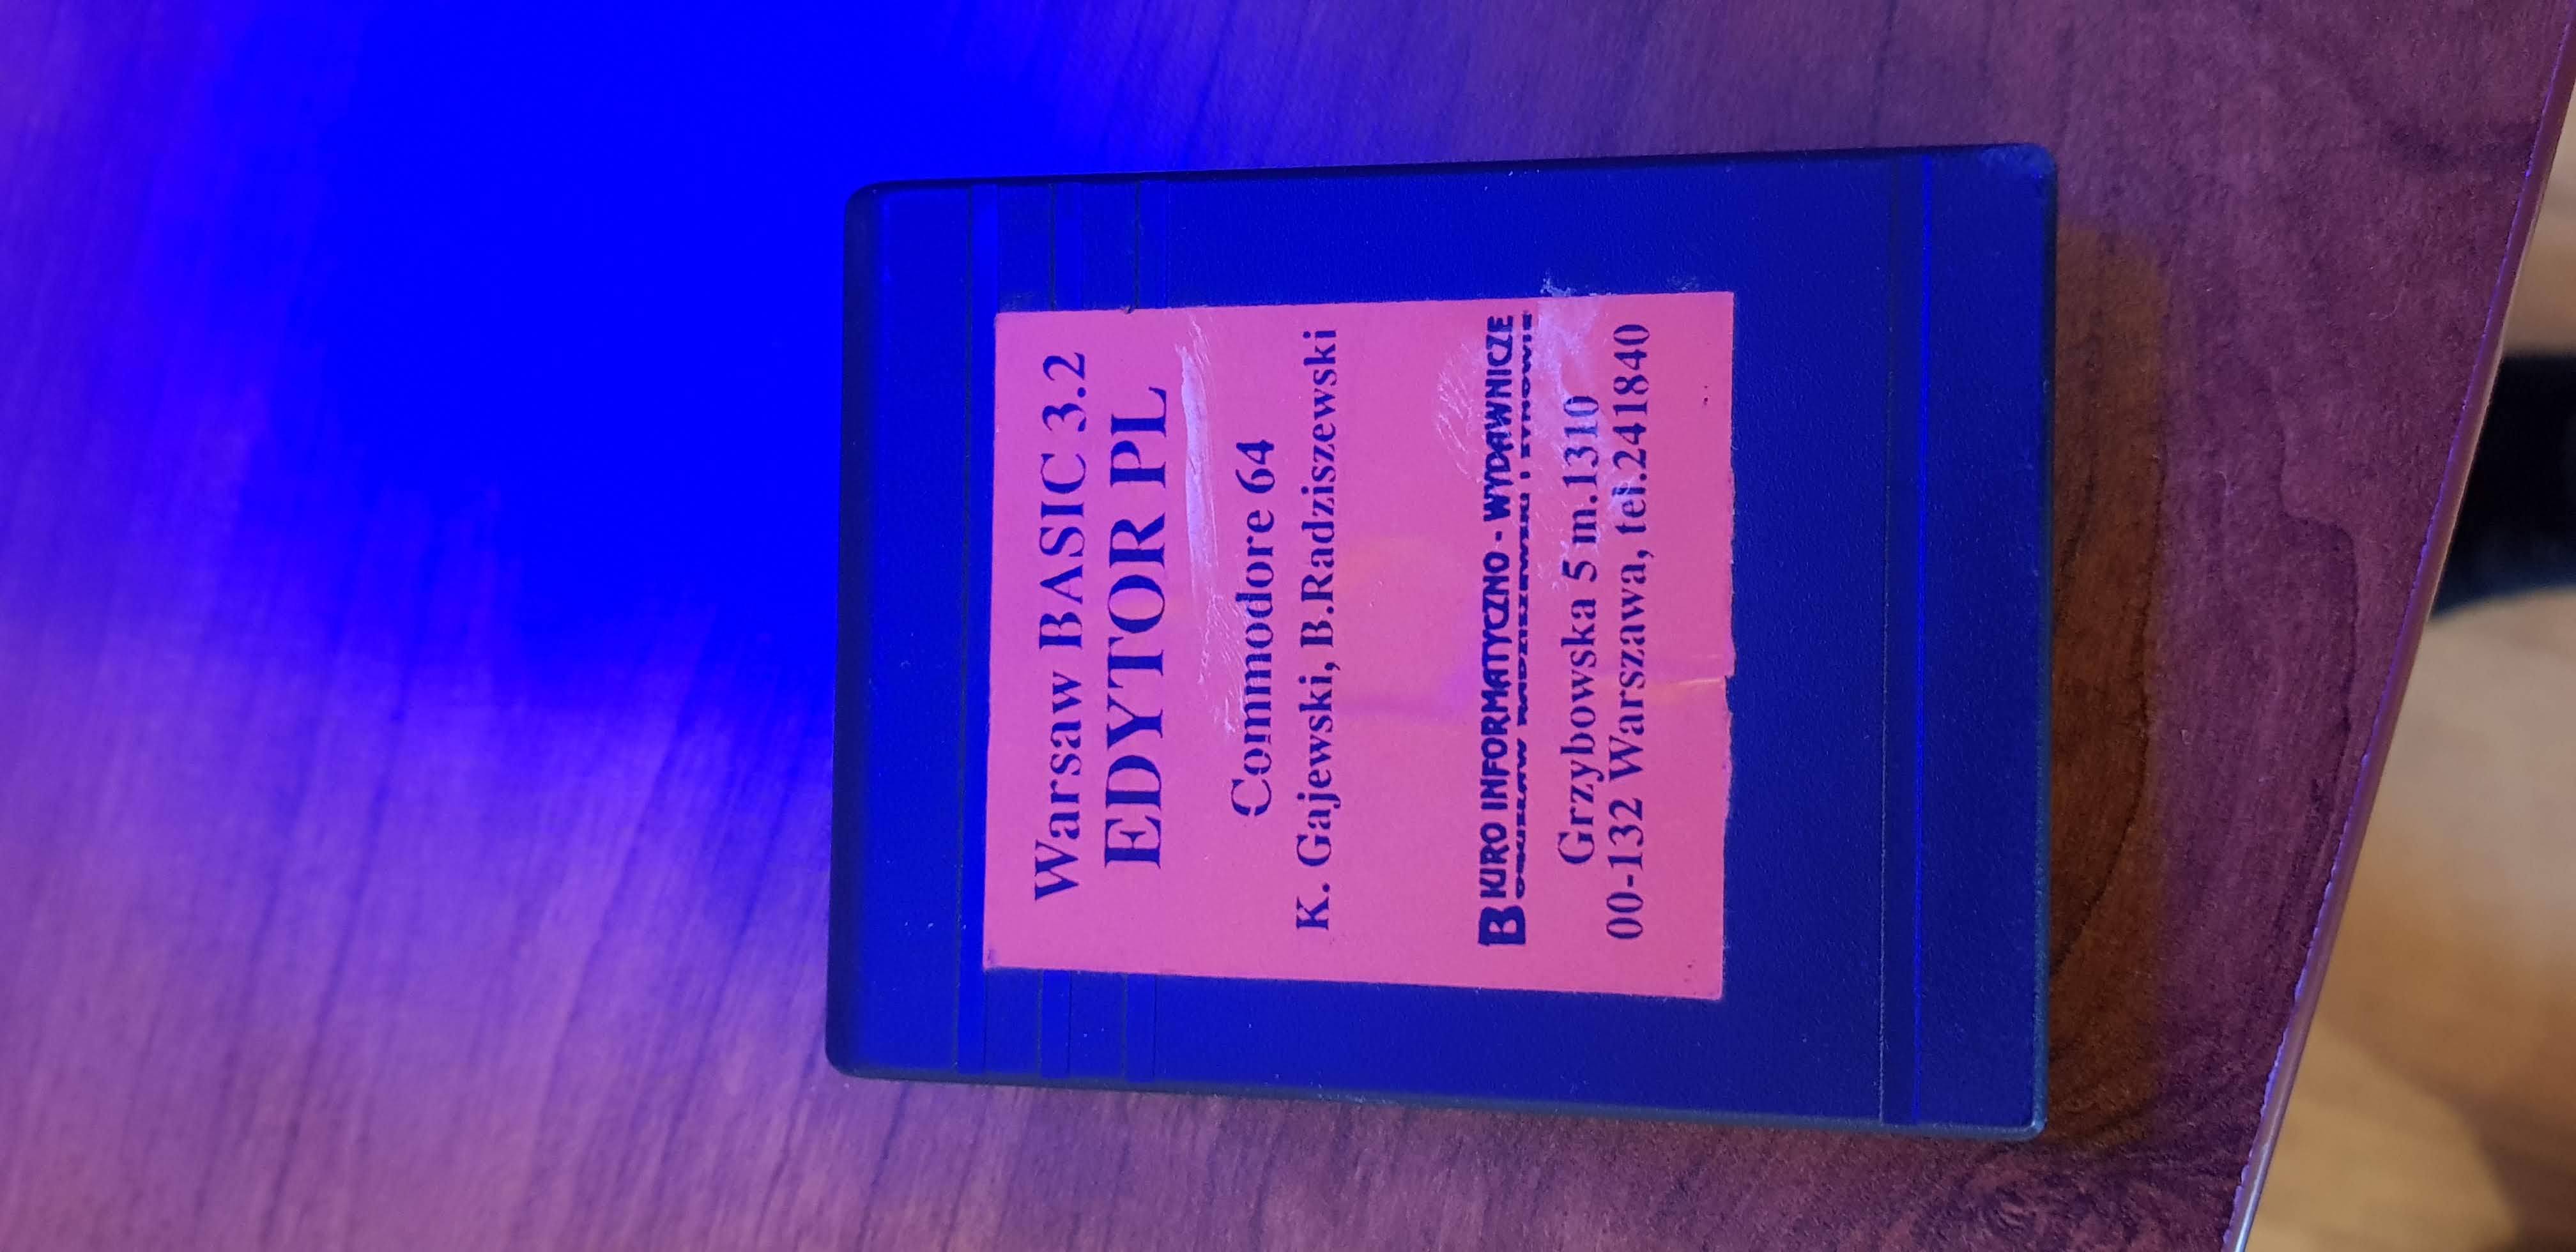 Warsaw BASIC 3.2
EDYTOR PL
Commodore 64
K. Gajewski, B.Radziszewski
BIURO INFORMATYCZNO - WYDAWNICZE
Grzybowska 5 m.1310
00-132 Warszawa, tel.241840